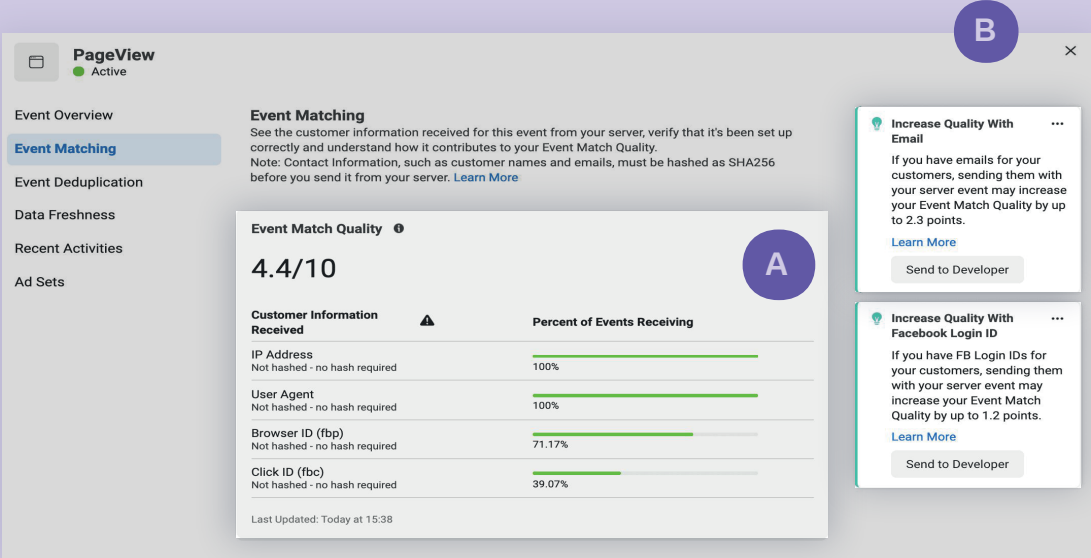 B
PageView
Active
Event Overview
Event Matching
Event Deduplication
Data Freshness
Recent Activities
Ad Sets
Event Matching
See the customer information received for this event from your server, verify that it's been set up
correctly and understand how it contributes to your Event Match Quality.
Note: Contact Information, such as customer names and emails, must be hashed as SHA256
before you send it from your server. Learn More
Event Match Quality
4.4/10
A
Customer Information
Received
Percent of Events Receiving
IP Address
Not hashed - no hash required
100%
User Agent
Not hashed - no hash required
100%
Browser ID (fbp)
Not hashed - no hash required
71.17%
Click ID (fbc)
Not hashed - no hash required
39.07%
Last Updated: Today at 15:38
Increase Quality With
Email
If you have emails for your
customers, sending them with
your server event may increase
your Event Match Quality by up
to 2.3 points.
Learn More
Send to Developer
Increase Quality With
Facebook Login ID
If you have FB Login IDs for
your customers, sending them
with your server event may
increase your Event Match
Quality by up to 1.2 points.
Learn More
Send to Developer